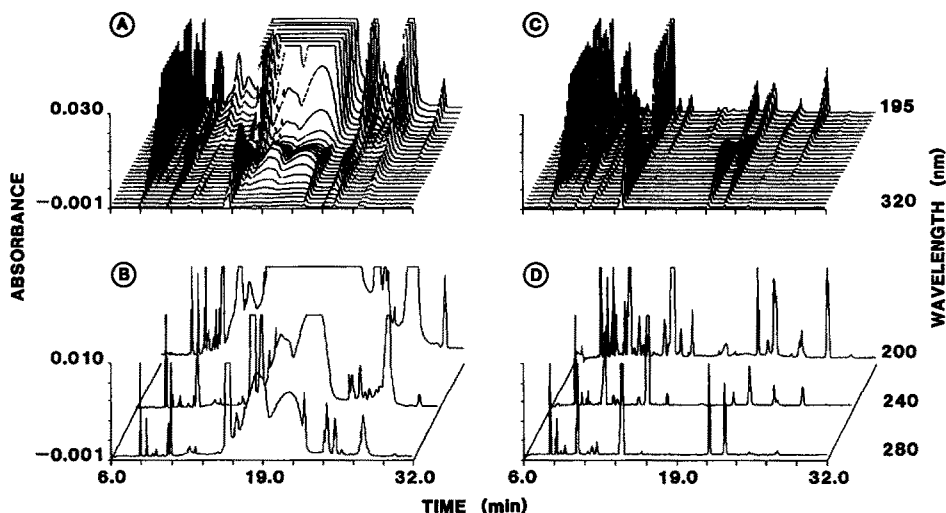 A
C
0.030
195
−0.001
320
ABSORBANCE
WAVELENGTH (nm)
B
D
0.010
200
240
−0.001
280
6.0
19.0
32.0
6.0
19.0
32.0
TIME (min)